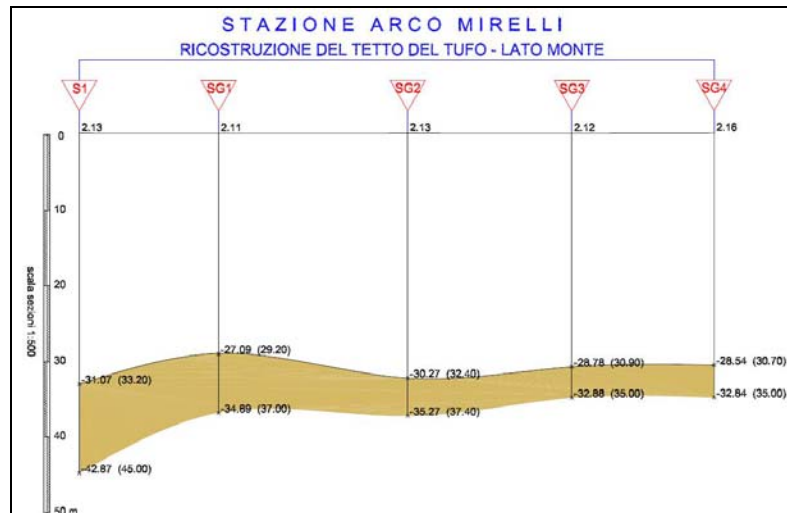 STAZIONE ARCO MIRELLI
RICOSTRUZIONE DEL TETTO DEL TUFO - LATO MONTE
S1 SG1 SG2 SG3 SG4
2.13 2.11 2.13 2.12 2.16
0
10
20
scala sezioni 1:500
30
-31.07 (33.20) -27.09 (29.20) -30.27 (32.40) -28.78 (30.90) -28.54 (30.70)
-42.87 (45.00) -34.89 (37.00) -35.27 (37.40) -32.88 (35.00) -32.84 (35.00)
40
50 m